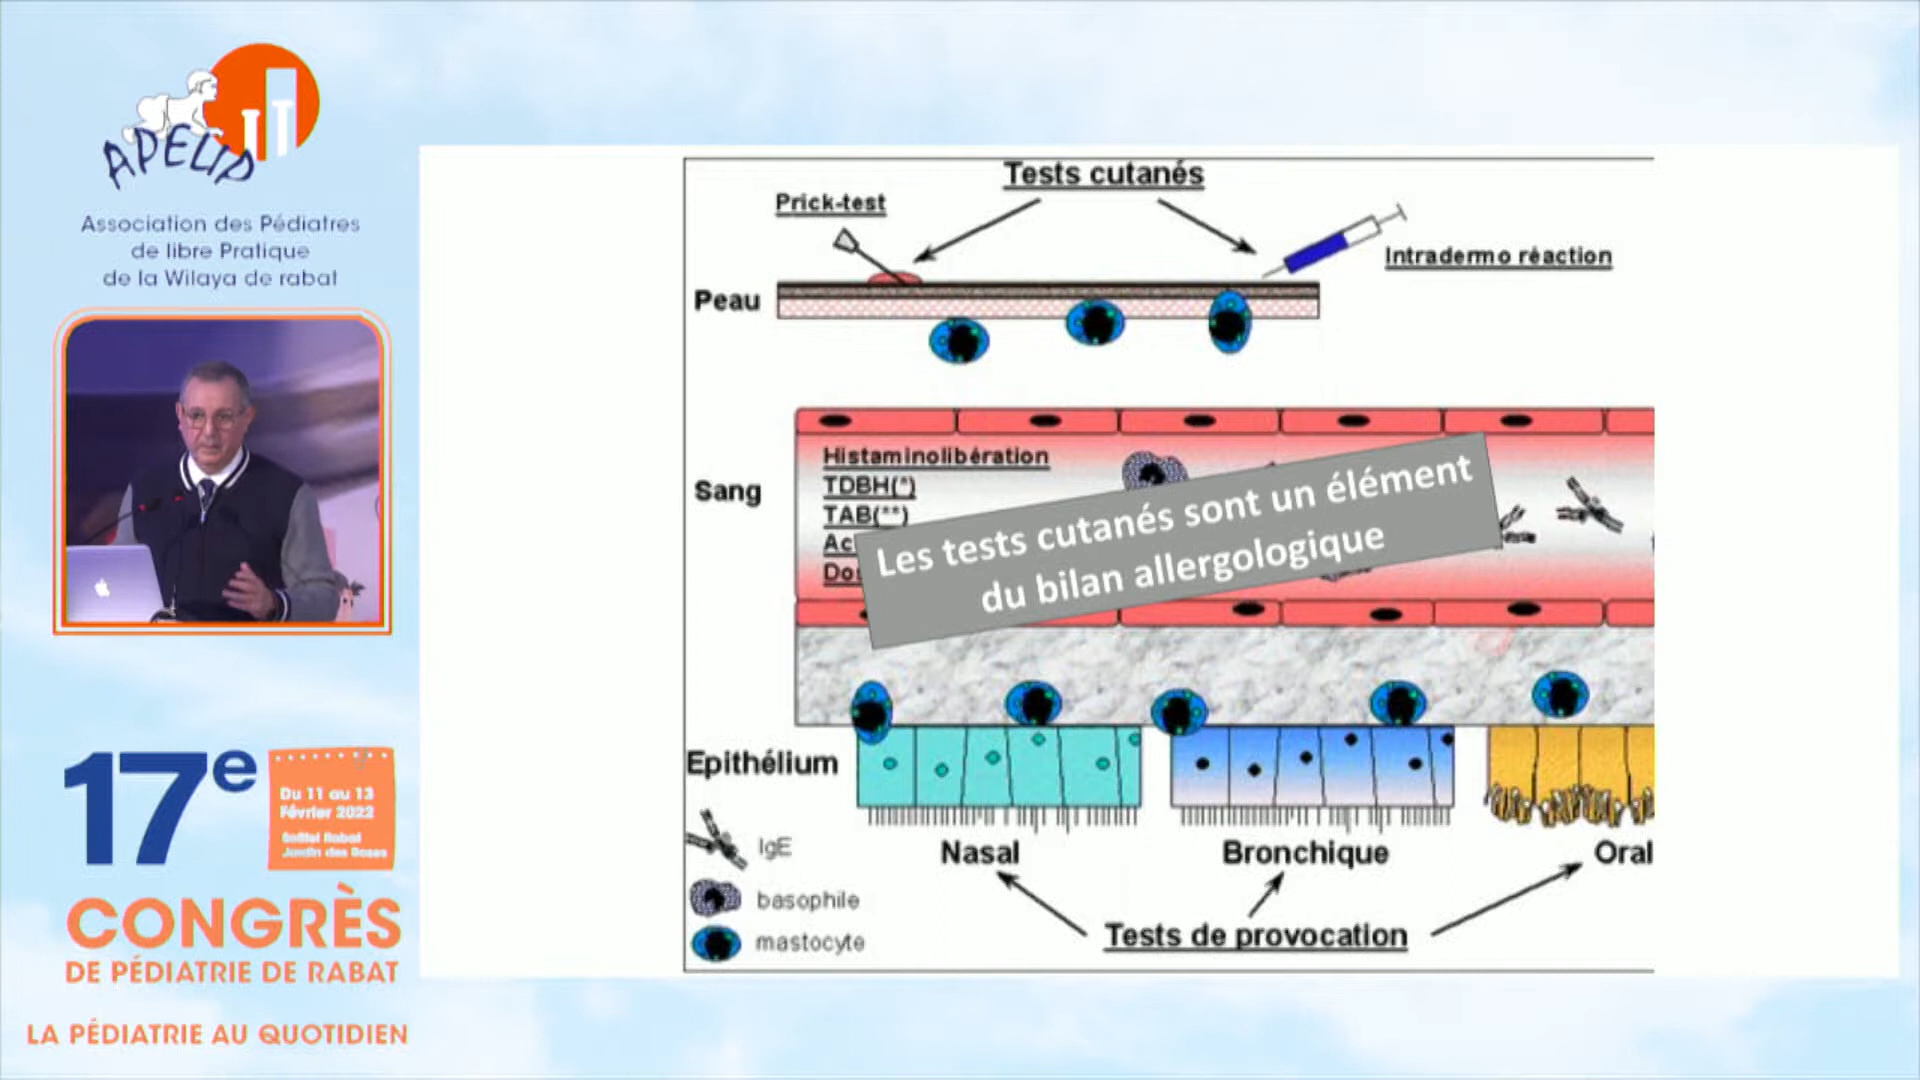 APELIP
Association des Pédiatres
de libre Pratique
de la Wilaya de rabat
17e
Du 11 au 13
Février 2022
Sofitel Rabat
Jardin des Roses
CONGRÈS
DE PÉDIATRIE DE RABAT
LA PÉDIATRIE AU QUOTIDIEN
Tests cutanés
Prick-test
Intradermo réaction
Peau
Sang
Histaminolibération
TDBH(*)
TAB(**)
Les tests cutanés sont un élément
du bilan allergologique
Epithélium
IgE
basophile
mastocyte
Nasal
Bronchique
Oral
Tests de provocation